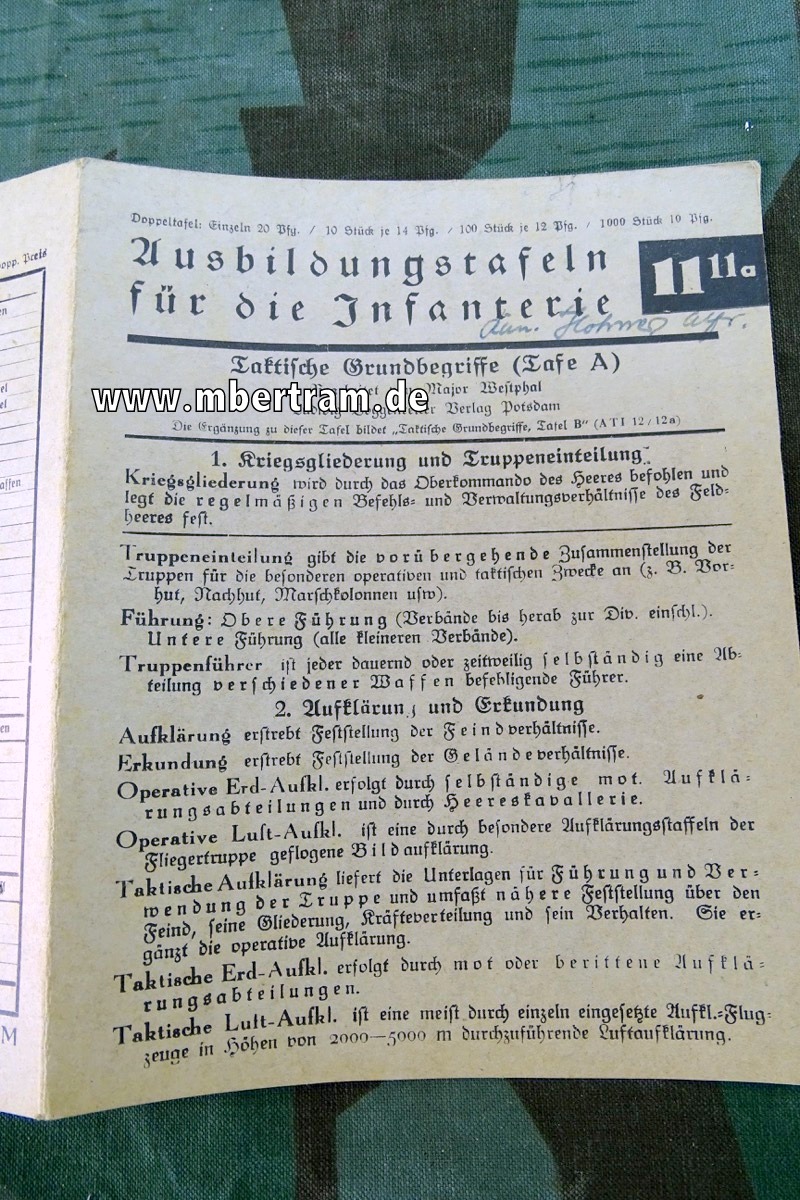 opp. Preis
Doppeltafel: Einzeln 20 Pfg. / 10 Stück je 14 Pfg. / 100 Stück je 12 Pfg. / 1000 Stück 10 Pfg.
Ausbildungstafeln
für die Infanterie
11 11a
Taktische Grundbegriffe (Tafe A)
Major Westphal
www.mbertram.de
Verlag Potsdam
Die Ergänzung zu dieser Tafel bildet „Taktische Grundbegriffe, Tafel B" (ATI 12/12a)
1. Kriegsgliederung und Truppeneinteilung
Kriegsgliederung wird durch das Oberkommando des Heeres befohlen und
legt die regelmäßigen Befehls- und Verwaltungsverhältnisse des Feld-
heeres fest.
Truppeneinteilung gibt die vorübergehende Zusammenstellung der
Truppen für die besonderen operativen und taktischen Zwecke an (z. B. Vor-
hut, Nachhut, Marschkolonnen usw).
Führung: Obere Führung (Verbände bis herab zur Div. einschl.).
Untere Führung (alle kleineren Verbände).
Truppenführer ist jeder dauernd oder zeitweilig selbständig eine Ab-
teilung verschiedener Waffen befehligende Führer.
2. Aufklärung und Erkundung
Aufklärung erstrebt Feststellung der Feindverhältnisse.
Erkundung erstrebt Feststellung der Geländeverhältnisse.
Operative Erd-Aufkl. erfolgt durch selbständige mot. Aufklä-
rungsabteilungen und durch Heereskavallerie.
Operative Luft-Aufkl. ist eine durch besondere Aufklärungsstaffeln der
Fliegertruppe geflogene Bildaufklärung.
Taktische Aufklärung liefert die Unterlagen für Führung und Ver-
wendung der Truppe und umfaßt nähere Feststellung über den
Feind, seine Gliederung, Kräfteverteilung und sein Verhalten. Sie er-
gänzt die operative Aufklärung.
Taktische Erd-Aufkl. erfolgt durch mot oder berittene Aufklä-
rungsabteilungen.
Taktische Luft-Aufkl. ist eine meist durch einzeln eingesetzte Aufkl.-Flug-
zeuge in Höhen von 2000—5000 m durchzuführende Luftaufklärung.